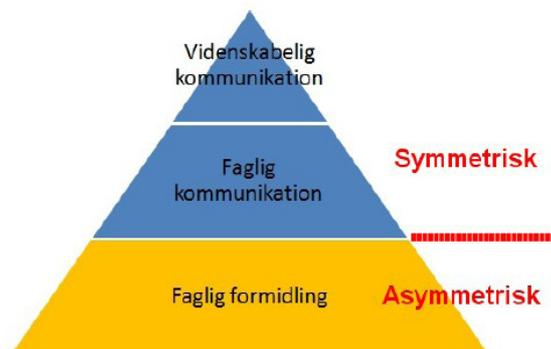 Videnskabelig
kommunikation
Faglig
kommunikation
Symmetrisk
Faglig formidling
Asymmetrisk